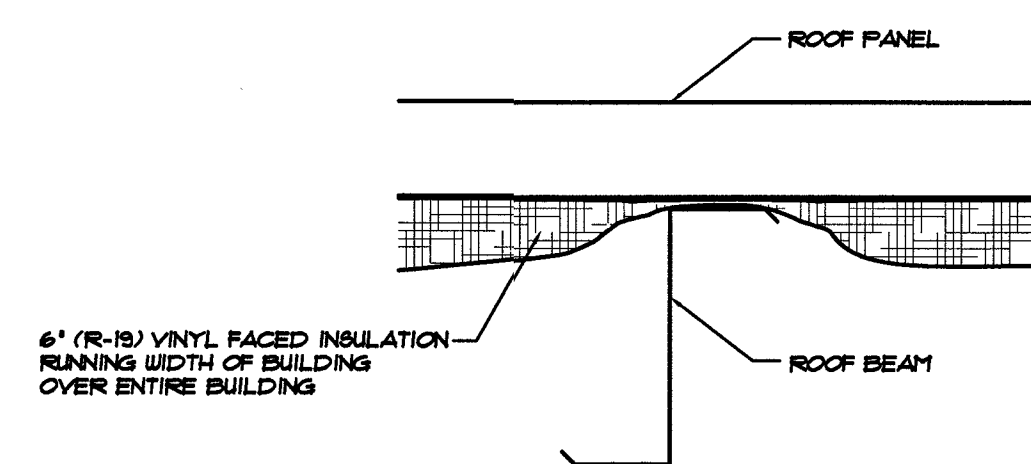 ROOF PANEL
6" (R-19) VINYL FACED INSULATION
RUNNING WIDTH OF BUILDING
OVER ENTIRE BUILDING
ROOF BEAM